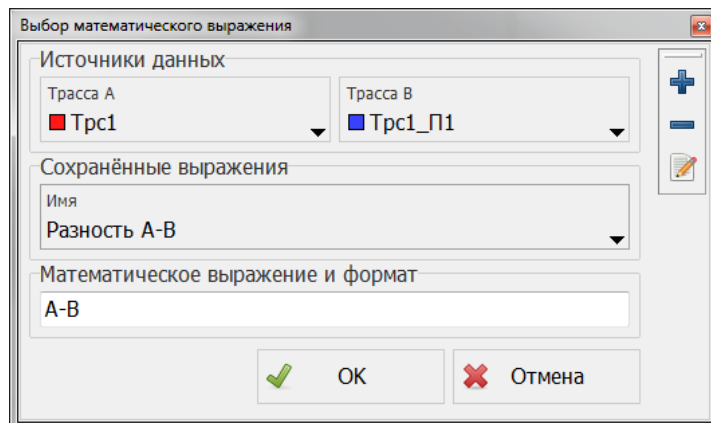 Выбор математического выражения
Источники данных
Трасса А
Трасса В
Трс1
Трс1_П1
Сохранённые выражения
Имя
Разность А-В
Математическое выражение и формат
А-В
ОК
Отмена